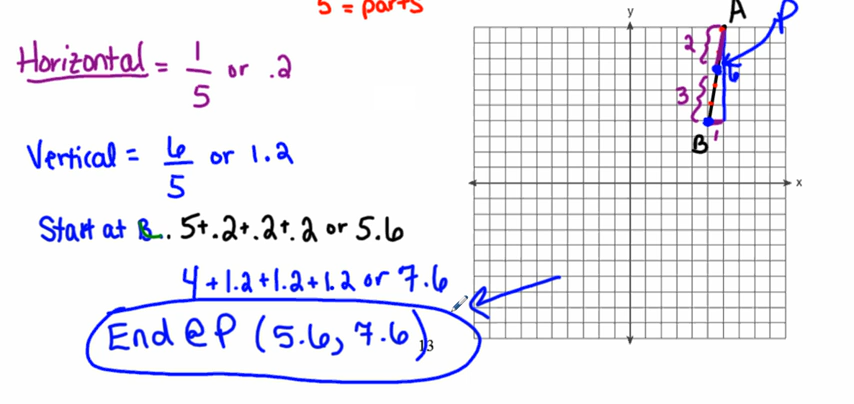 5 = parts
Horizontal = 1/5 or .2
Vertical = 6/5 or 1.2
Start at B.. 5+.2+.2+.2 or 5.6
4+1.2+1.2+1.2 or 7.6
End @ P (5.6, 7.6)
13
y
A
P
2
6
3
B
1
x